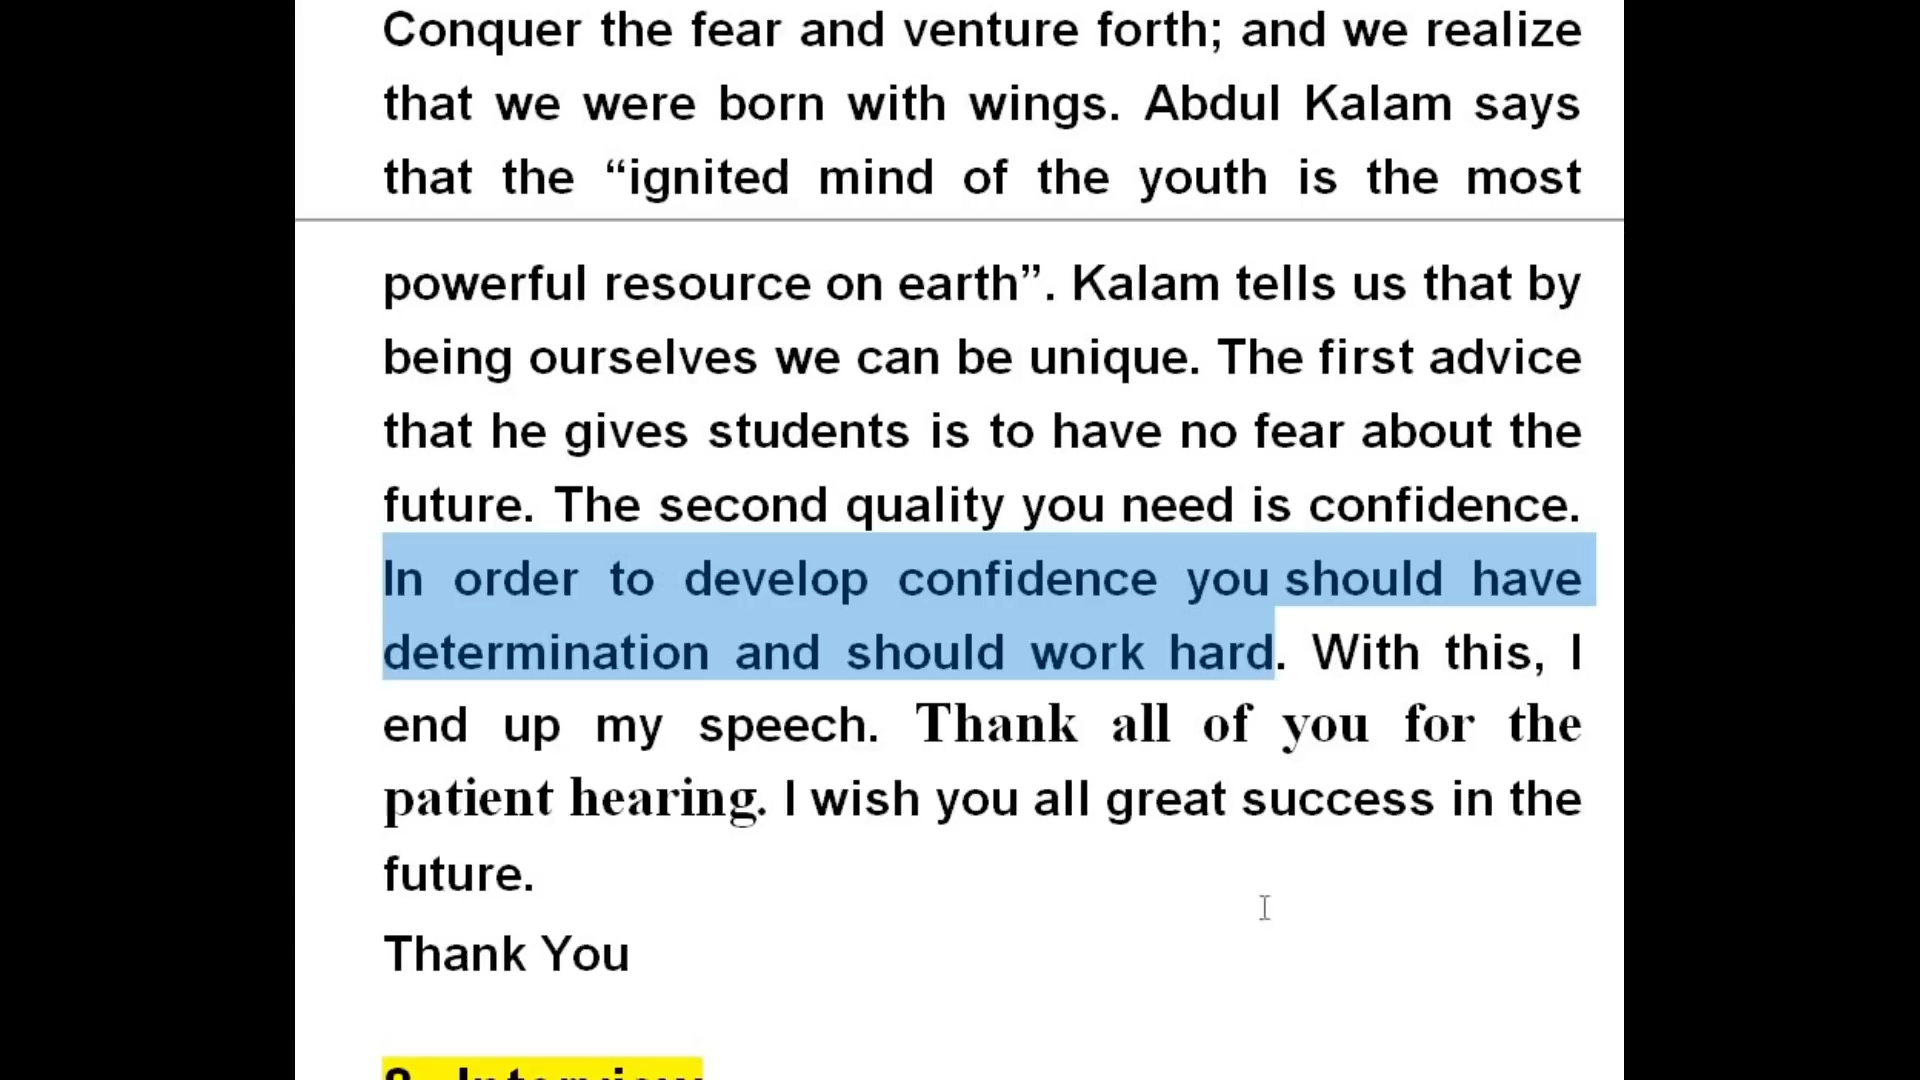 Conquer the fear and venture forth; and we realize
that we were born with wings. Abdul Kalam says
that the “ignited mind of the youth is the most
powerful resource on earth”. Kalam tells us that by
being ourselves we can be unique. The first advice
that he gives students is to have no fear about the
future. The second quality you need is confidence.
In order to develop confidence you should have
determination and should work hard. With this, I
end up my speech. Thank all of you for the
patient hearing. I wish you all great success in the
future.
Thank You
Interview